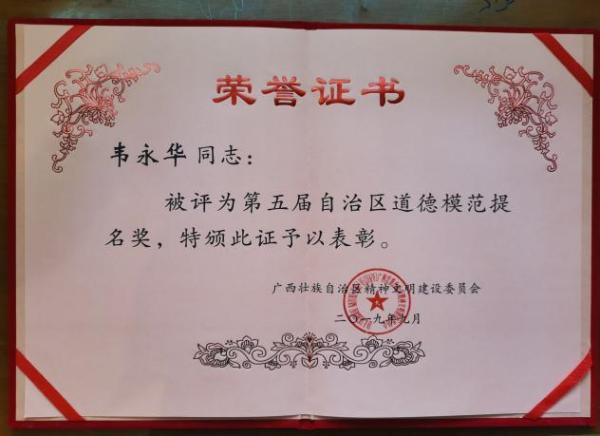 荣誉证书
韦永华同志：
被评为第五届自治区道德模范提
名奖，特颁此证予以表彰。
广西壮族自治区精神文明建设委员会
二〇一九年九月